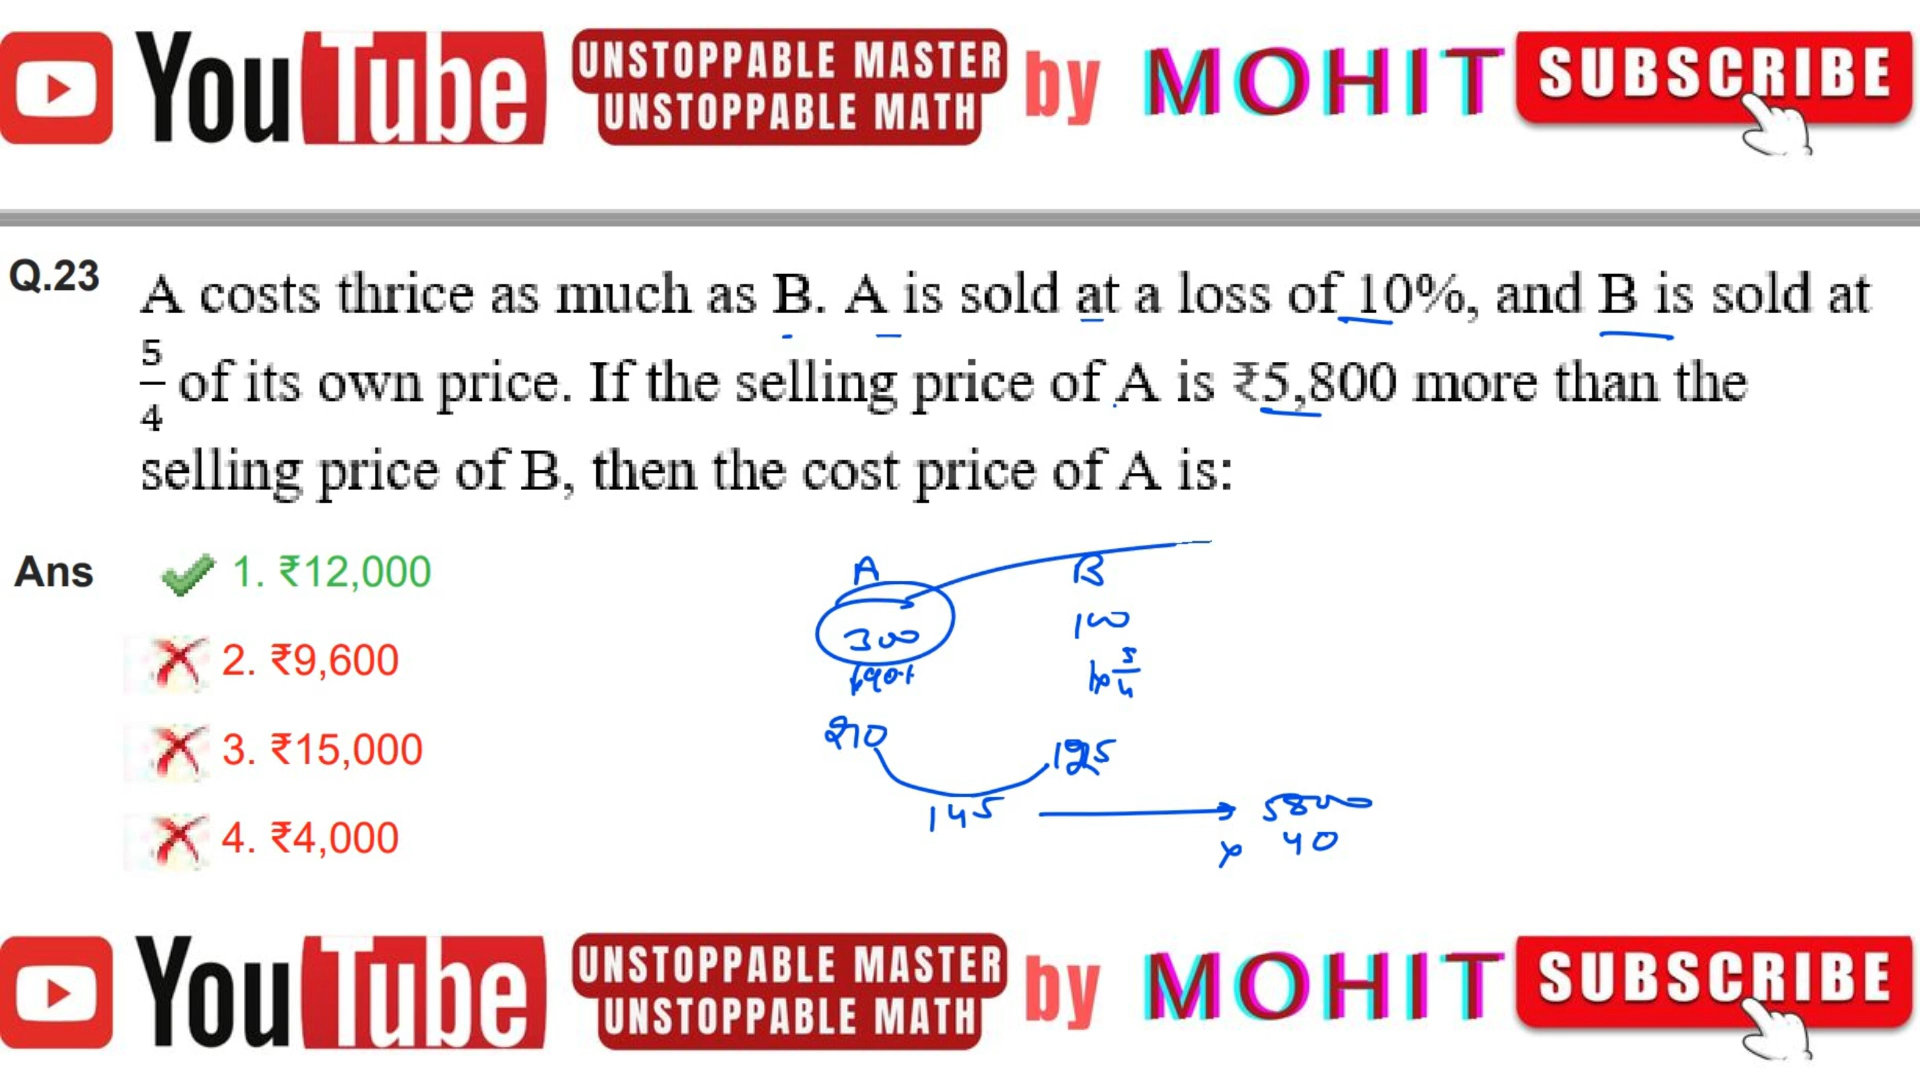 YouTube UNSTOPPABLE MASTER by MOHIT SUBSCRIBE
UNSTOPPABLE MATH
Q.23 A costs thrice as much as B. A is sold at a loss of 10%, and B is sold at
5/4 of its own price. If the selling price of A is ₹5,800 more than the
selling price of B, then the cost price of A is:
Ans 1. ₹12,000
2. ₹9,600
3. ₹15,000
4. ₹4,000
A B
300 100
270 125
145 5800
x 40
YouTube UNSTOPPABLE MASTER by MOHIT SUBSCRIBE
UNSTOPPABLE MATH